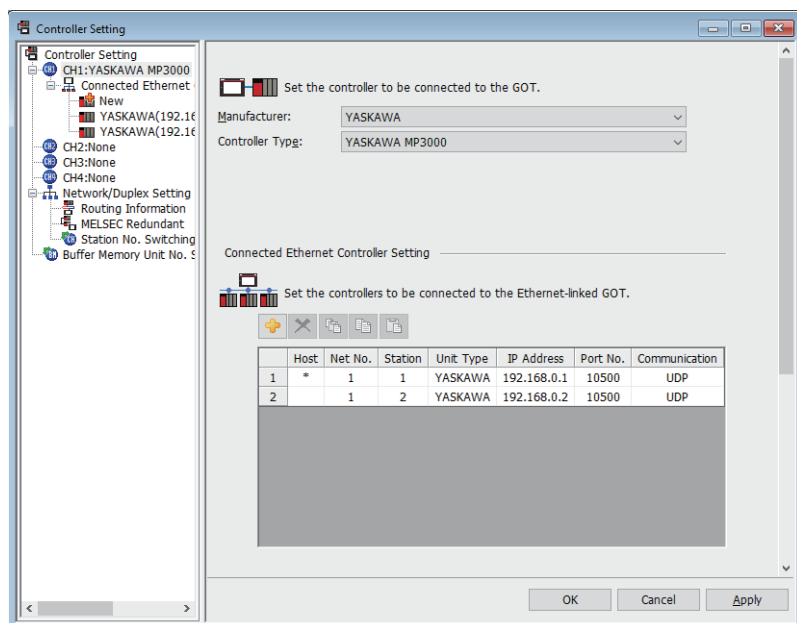 Controller Setting
Controller Setting
CH1:YASKAWA MP3000
Connected Ethernet
New
YASKAWA(192.16
YASKAWA(192.16
CH2:None
CH3:None
CH4:None
Network/Duplex Setting
Routing Information
MELSEC Redundant
Station No. Switching
Buffer Memory Unit No. S
Set the controller to be connected to the GOT.
Manufacturer: YASKAWA
Controller Type: YASKAWA MP3000
Connected Ethernet Controller Setting
Set the controllers to be connected to the Ethernet-linked GOT.
Host Net No. Station Unit Type IP Address Port No. Communication
1 * 1 1 YASKAWA 192.168.0.1 10500 UDP
2 1 2 YASKAWA 192.168.0.2 10500 UDP
OK Cancel Apply